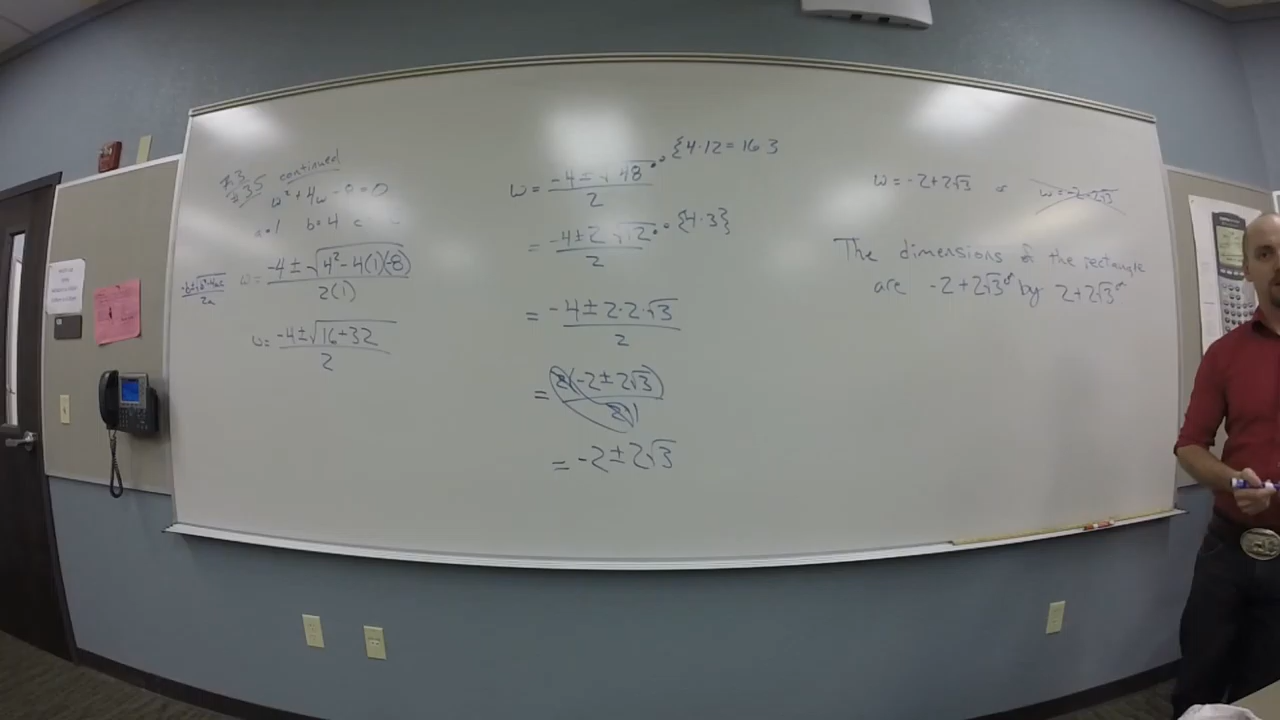 #3
#35 continued
w² + 4w - 8 = 0
a=1 b=4 c
-b±√b²-4ac / 2a
w = -4 ± √4² - 4(1)(-8) / 2(1)
w = -4 ± √16+32 / 2
w = -4 ± √48 / 2 {4·12 = 16·3
= -4 ± 2√12 / 2 {4·3}
= -4 ± 2·2·√3 / 2
= 2(-2 ± 2√3) / 2 1
= -2 ± 2√3
w = -2+2√3 or w = -2-2√3
The dimensions of the rectangle
are -2+2√3 by 2+2√3